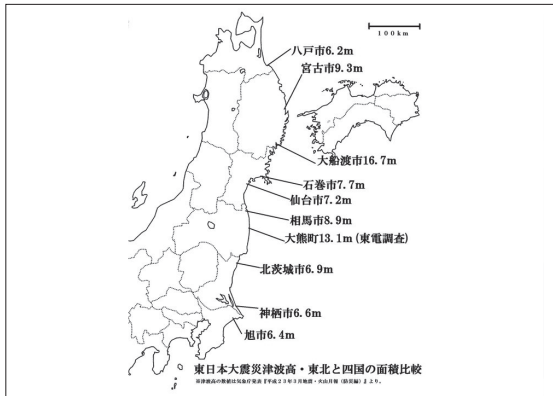 100km
八戸市6.2m
宮古市9.3m
大船渡市16.7m
石巻市7.7m
仙台市7.2m
相馬市8.9m
大熊町13.1m(東電調査)
北茨城市6.9m
神栖市6.6m
旭市6.4m
東日本大震災津波高・東北と四国の面積比較
※津波高の数値は気象庁発表『平成23年3月地震・火山月報(防災編)』より。